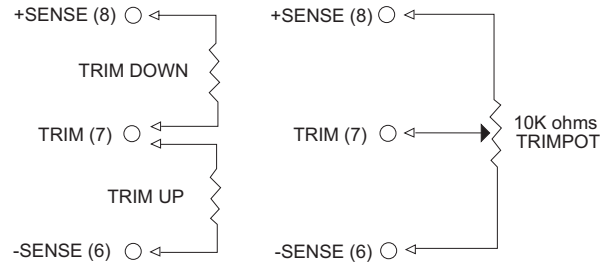 +SENSE (8)
TRIM DOWN
TRIM (7)
TRIM UP
-SENSE (6)
+SENSE (8)
TRIM (7)
10K ohms
TRIMPOT
-SENSE (6)